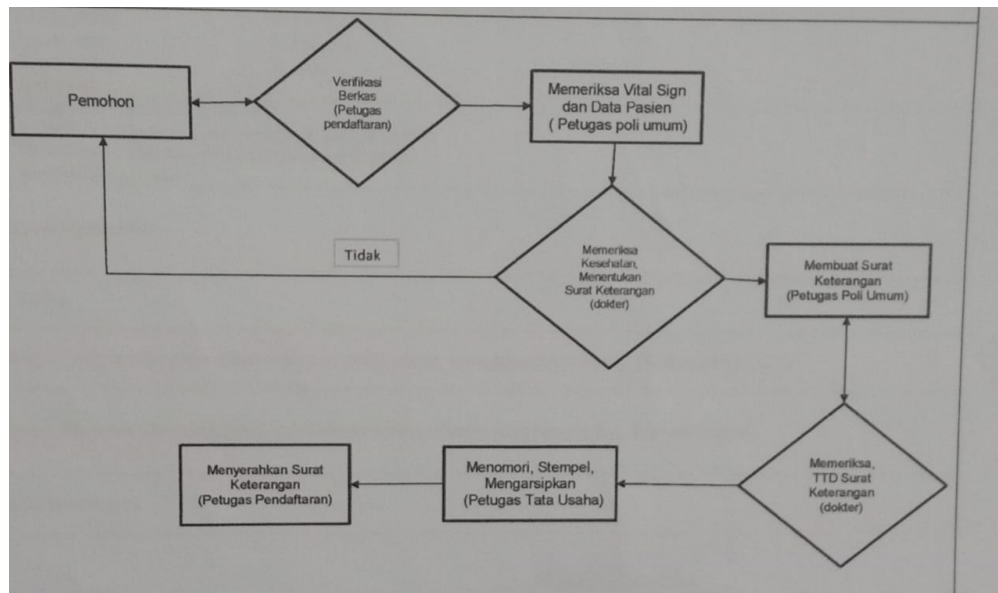 Pemohon
Verifikasi
Berkas
(Petugas
pendaftaran)
Memeriksa Vital Sign
dan Data Pasien
( Petugas poli umum)
Tidak
Memeriksa
Kesehatan,
Menentukan
Surat Keterangan
(dokter)
Membuat Surat
Keterangan
(Petugas Poli Umum)
Memeriksa,
TTD Surat
Keterangan
(dokter)
Menomori, Stempel,
Mengarsipkan
(Petugas Tata Usaha)
Menyerahkan Surat
Keterangan
(Petugas Pendaftaran)